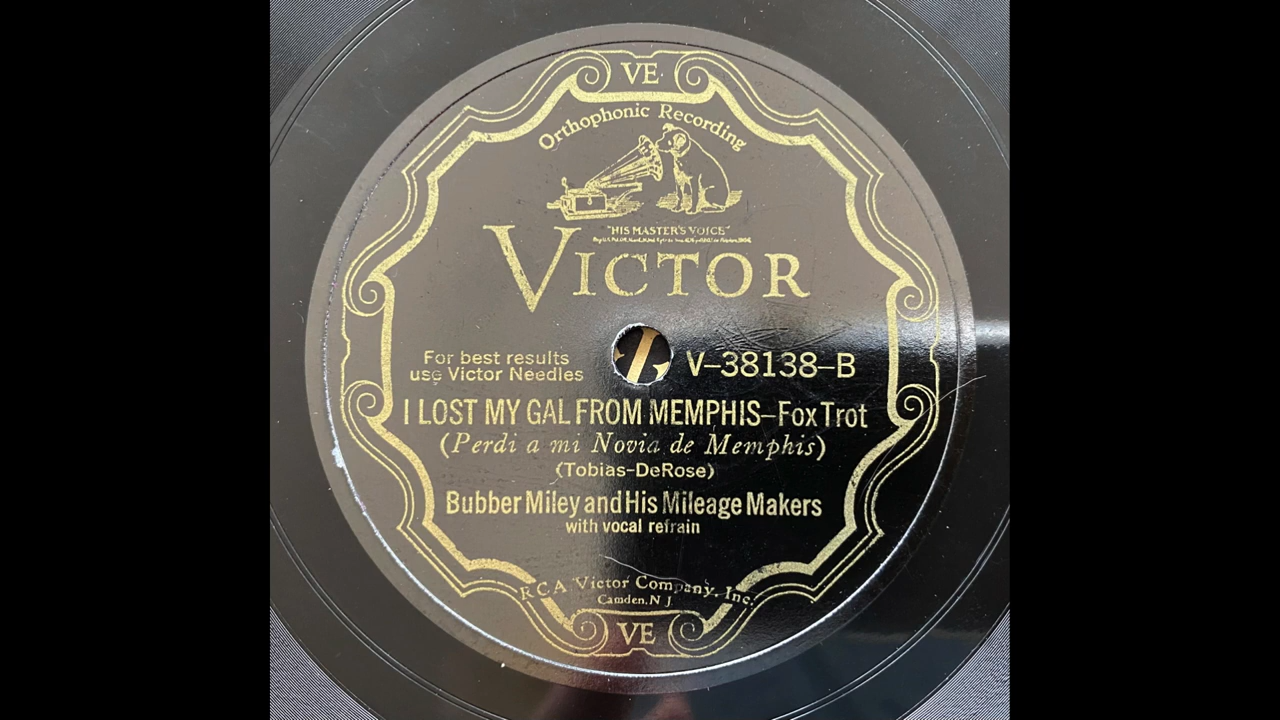 VE
Orthophonic Recording
"HIS MASTER'S VOICE"
VICTOR
For best results
use Victor Needles
V-38138-B
I LOST MY GAL FROM MEMPHIS-Fox Trot
(Perdi a mi Novia de Memphis)
(Tobias-DeRose)
Bubber Miley and His Mileage Makers
with vocal refrain
RCA Victor Company, Inc.
Camden, N J
VE